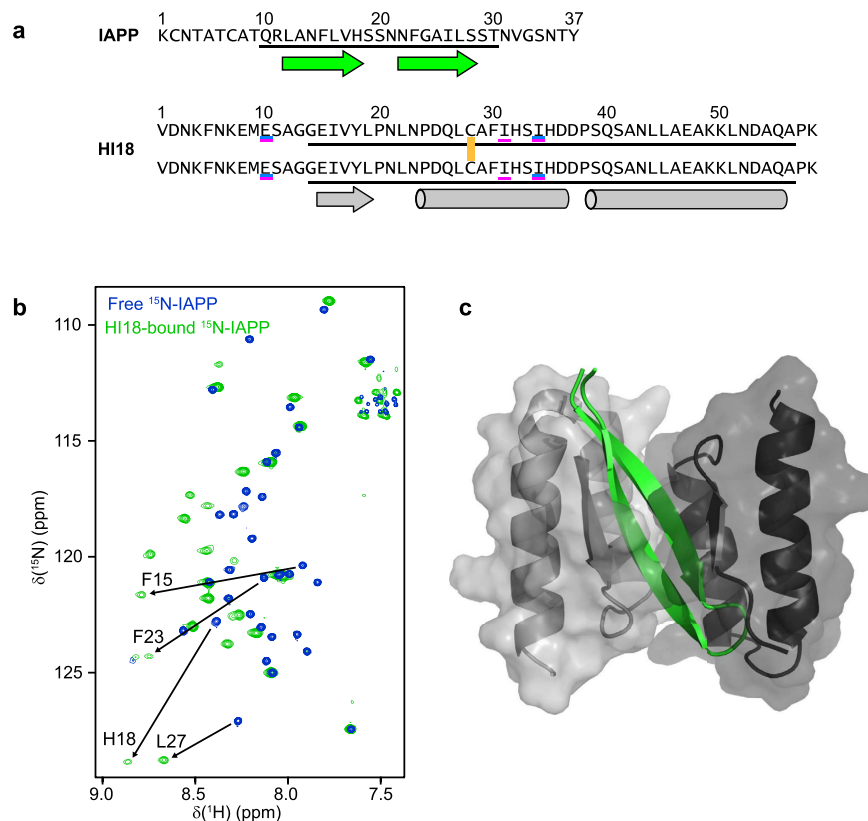 a
1 10 20 30 37
IAPP KCNTATCATQRLANFLVHSSNNFGAILSSTNVGSNTY
1 10 20 30 40 50
VDNKFNKEMESAGGEIVYLPNLNPDQLCAFIHSIHDDPSQSANLLAEAKKLNDAQAPK
HI18
VDNKFNKEMESAGGEIVYLPNLNPDQLCAFIHSIHDDPSQSANLLAEAKKLNDAQAPK
b
c
Free ¹⁵N-IAPP
HI18-bound ¹⁵N-IAPP
110
115
120
125
δ(¹⁵N) (ppm)
F15
F23
H18
L27
9.0 8.5 8.0 7.5
δ(¹H) (ppm)